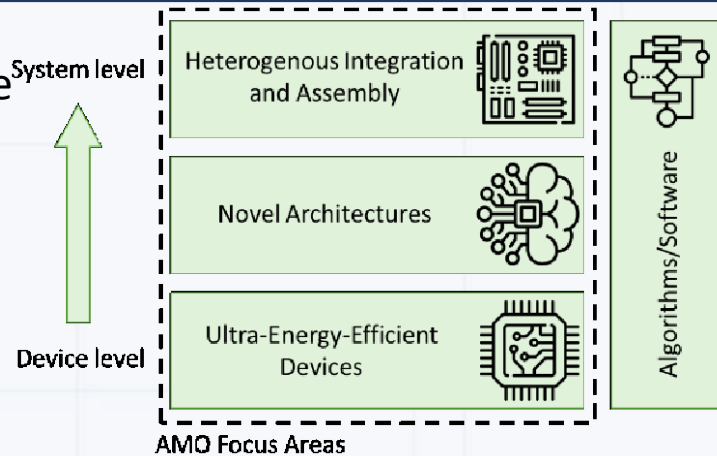 e
System level
Heterogenous Integration
and Assembly
Novel Architectures
Ultra-Energy-Efficient
Devices
Device level
Algorithms/Software
AMO Focus Areas